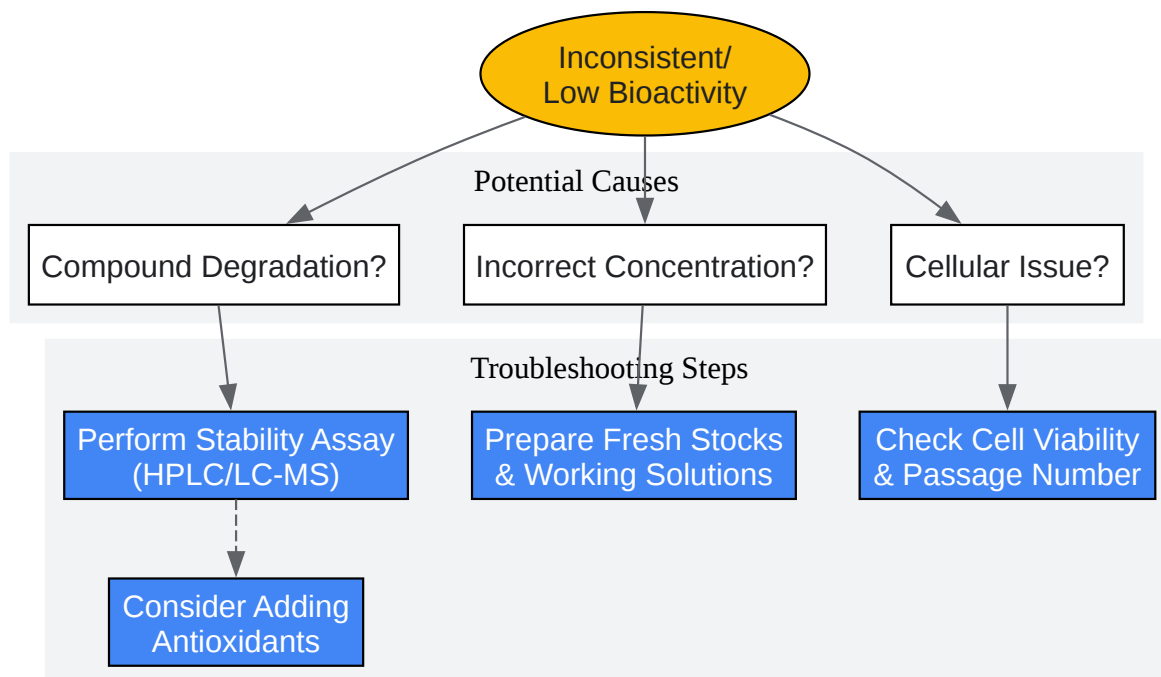 Inconsistent/
Low Bioactivity
Potential Causes
Compound Degradation?
Incorrect Concentration?
Cellular Issue?
Troubleshooting Steps
Perform Stability Assay
(HPLC/LC-MS)
Prepare Fresh Stocks
& Working Solutions
Check Cell Viability
& Passage Number
Consider Adding
Antioxidants